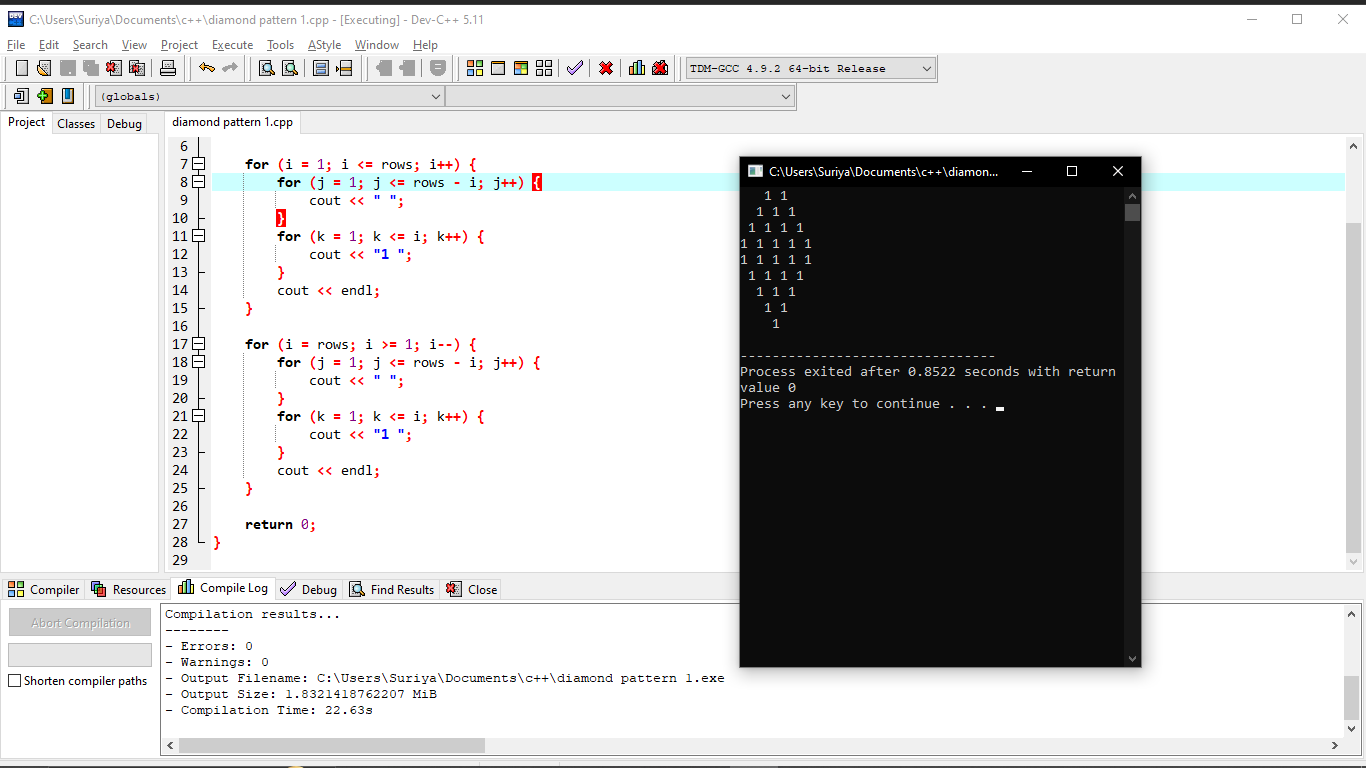 C:\Users\Suriya\Documents\c++\diamond pattern 1.cpp - [Executing] - Dev-C++ 5.11
File Edit Search View Project Execute Tools AStyle Window Help
TDM-GCC 4.9.2 64-bit Release
(globals)
Project Classes Debug
diamond pattern 1.cpp
6
7 for (i = 1; i <= rows; i++) {
8 for (j = 1; j <= rows - i; j++) {
9 cout << " ";
10 }
11 for (k = 1; k <= i; k++) {
12 cout << "1 ";
13 }
14 cout << endl;
15 }
16
17 for (i = rows; i >= 1; i--) {
18 for (j = 1; j <= rows - i; j++) {
19 cout << " ";
20 }
21 for (k = 1; k <= i; k++) {
22 cout << "1 ";
23 }
24 cout << endl;
25 }
26
27 return 0;
28 }
29
C:\Users\Suriya\Documents\c++\diamon...
1 1
1 1 1
1 1 1 1
1 1 1 1 1
1 1 1 1 1
1 1 1 1
1 1 1
1 1
1
--------------------------------
Process exited after 0.8522 seconds with return
value 0
Press any key to continue . . .
Compiler Resources Compile Log Debug Find Results Close
Abort Compilation
Shorten compiler paths
Compilation results...
--------
- Errors: 0
- Warnings: 0
- Output Filename: C:\Users\Suriya\Documents\c++\diamond pattern 1.exe
- Output Size: 1.8321418762207 MiB
- Compilation Time: 22.63s